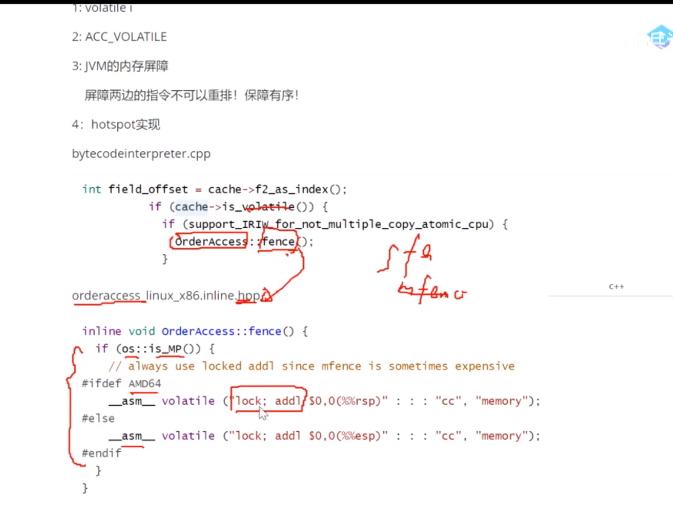 1: volatile i
2: ACC_VOLATILE
3: JVM的内存屏障
屏障两边的指令不可以重排！保障有序！
4：hotspot实现
bytecodeinterpreter.cpp
int field_offset = cache->f2_as_index();
if (cache->is_volatile()) {
if (support_IRIW_for_not_multiple_copy_atomic_cpu) {
OrderAccess::fence();
}
orderaccess_linux_x86.inline.hpp
C++
inline void OrderAccess::fence() {
if (os::is_MP()) {
// always use locked addl since mfence is sometimes expensive
#ifdef AMD64
__asm__ volatile ("lock; addl $0,0(%%rsp)" : : : "cc", "memory");
#else
__asm__ volatile ("lock; addl $0,0(%%esp)" : : : "cc", "memory");
#endif
}
}